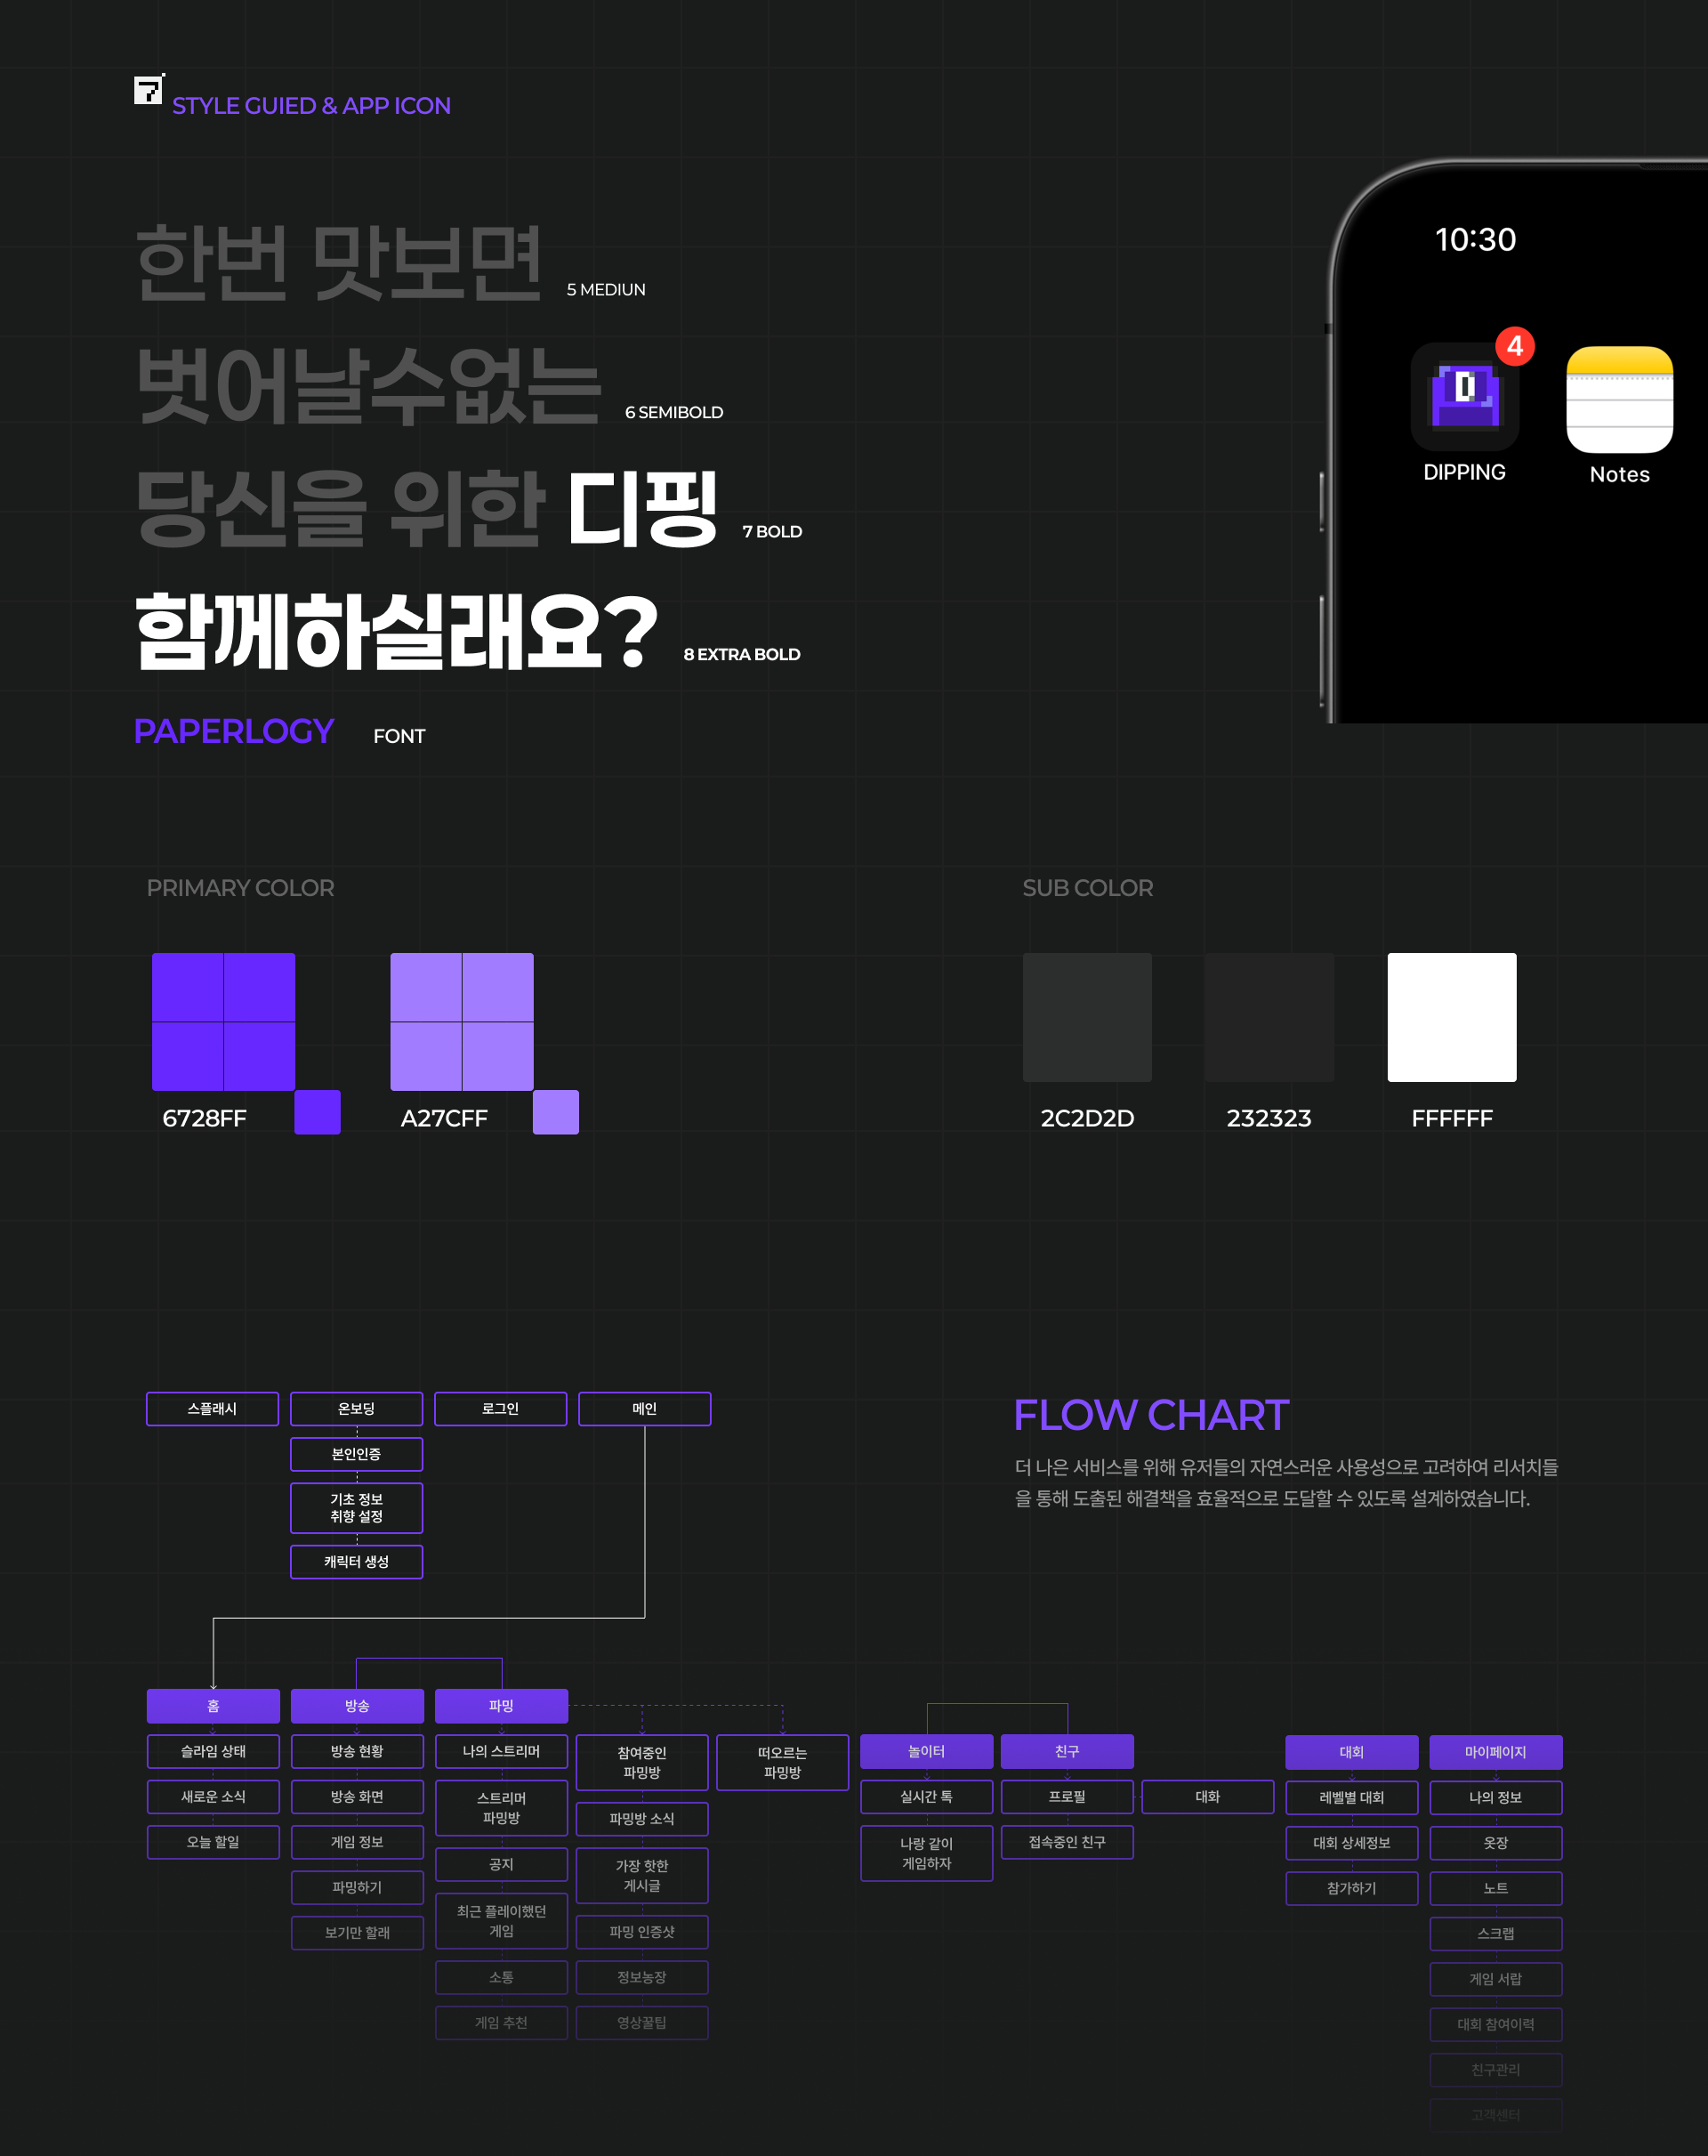 STYLE GUIED & APP ICON
한번 맛보면
5 MEDIUN
벗어날수없는
6 SEMIBOLD
당신을 위한 디핑
7 BOLD
함께하실래요?
8 EXTRA BOLD
PAPERLOGY
FONT
10:30
4
DIPPING
Notes
PRIMARY COLOR
6728FF
A27CFF
SUB COLOR
2C2D2D
232323
FFFFFF
FLOW CHART
더 나은 서비스를 위해 유저들의 자연스러운 사용성으로 고려하여 리서치들
을 통해 도출된 해결책을 효율적으로 도달할 수 있도록 설계하였습니다.
스플래시
온보딩
본인인증
기초 정보
취향 설정
캐릭터 생성
로그인
메인
홈
슬라임 상태
새로운 소식
오늘 할일
방송
방송 현황
방송 화면
게임 정보
파밍하기
보기만 할래
파밍
나의 스트리머
스트리머
파밍방
공지
최근 플레이했던
게임
소통
게임 추천
참여중인
파밍방
파밍방 소식
가장 핫한
게시글
파밍 인증샷
정보농장
영상꿀팁
떠오르는
파밍방
놀이터
실시간 톡
나랑 같이
게임하자
친구
프로필
접속중인 친구
대화
대회
레벨별 대회
대회 상세정보
참가하기
마이페이지
나의 정보
옷장
노트
스크랩
게임 서랍
대회 참여이력
친구관리
고객센터